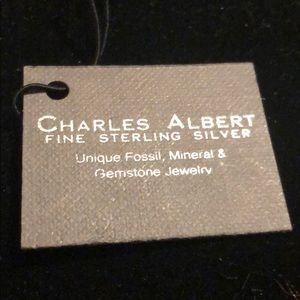 CHARLES ALBERT
FINE STERLING SILVER
Unique Fossil, Mineral &
Gemstone Jewelry